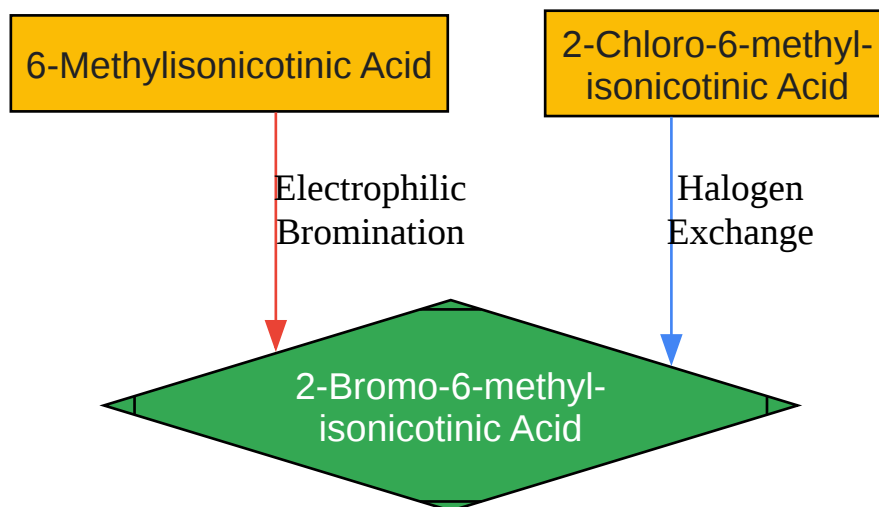 6-Methylisonicotinic Acid
2-Chloro-6-methyl-
isonicotinic Acid
Electrophilic
Bromination
Halogen
Exchange
2-Bromo-6-methyl-
isonicotinic Acid